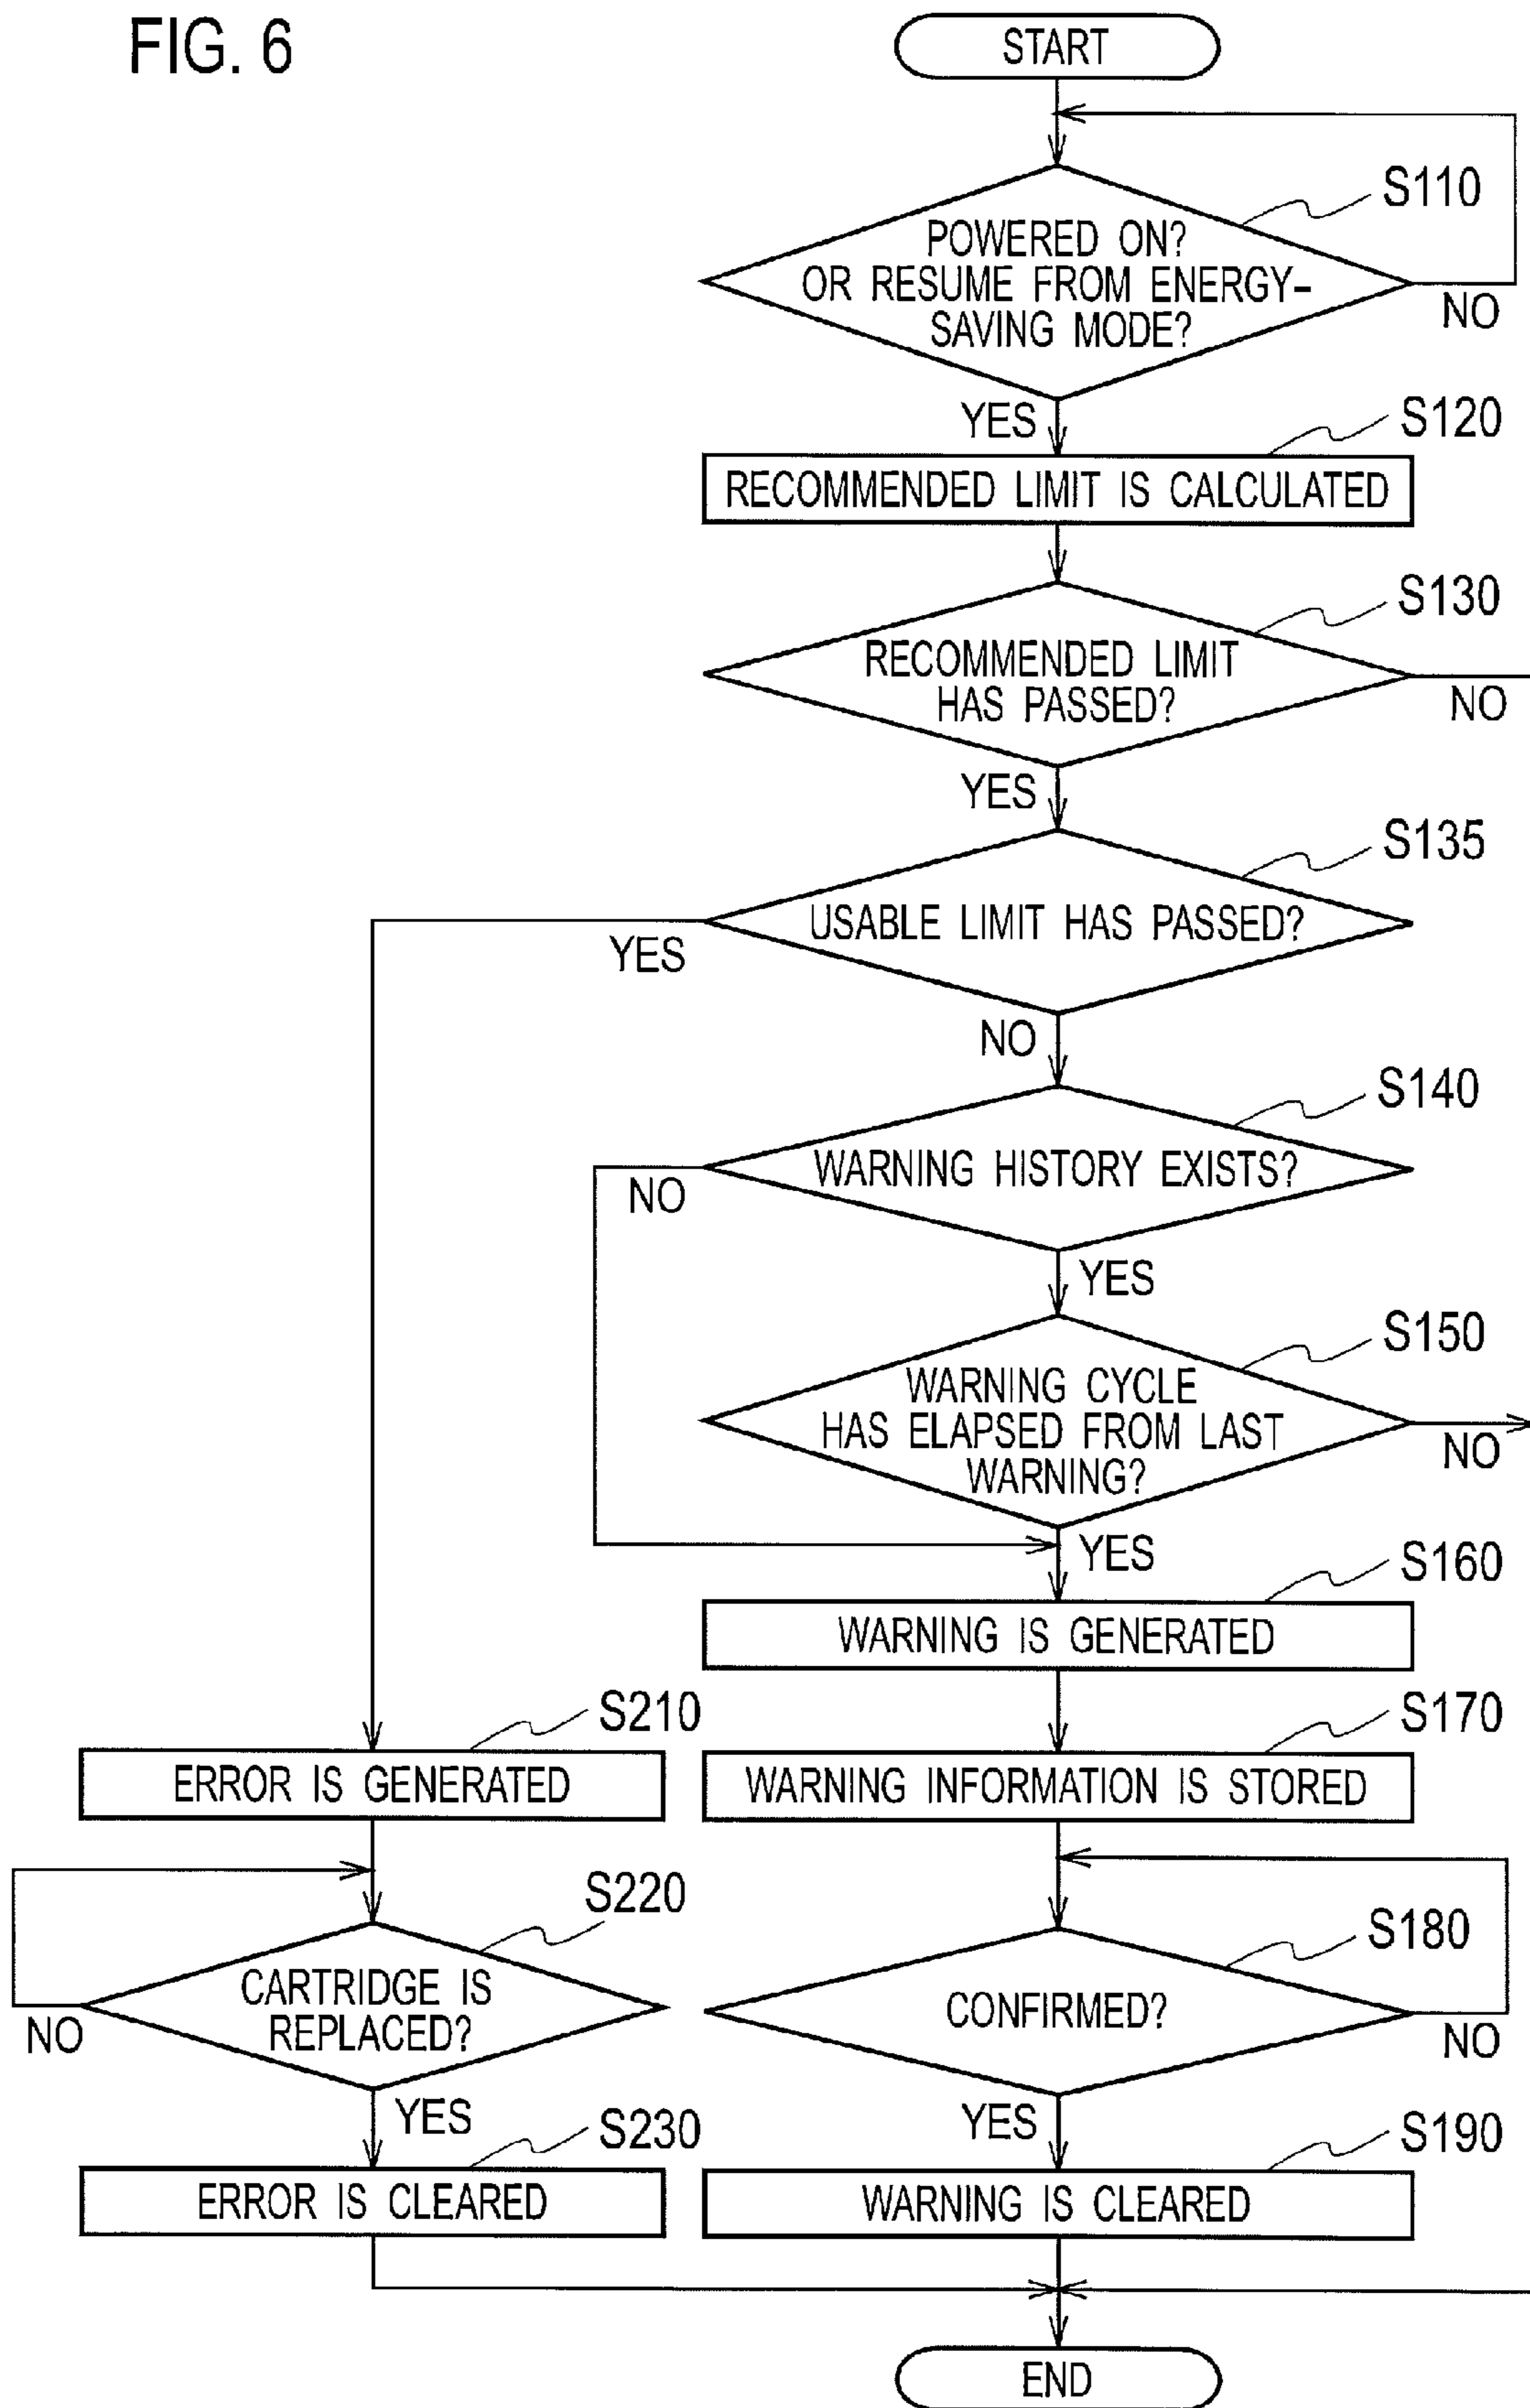 FIG. 6
START
S110
POWERED ON?
OR RESUME FROM ENERGY-
SAVING MODE?
NO
YES
S120
RECOMMENDED LIMIT IS CALCULATED
S130
RECOMMENDED LIMIT
HAS PASSED?
NO
YES
S135
USABLE LIMIT HAS PASSED?
YES
NO
S140
WARNING HISTORY EXISTS?
NO
YES
S150
WARNING CYCLE
HAS ELAPSED FROM LAST
WARNING?
NO
YES
S160
WARNING IS GENERATED
S210
ERROR IS GENERATED
S170
WARNING INFORMATION IS STORED
S220
CARTRIDGE IS
REPLACED?
NO
YES
S180
CONFIRMED?
NO
YES
S230
ERROR IS CLEARED
S190
WARNING IS CLEARED
END